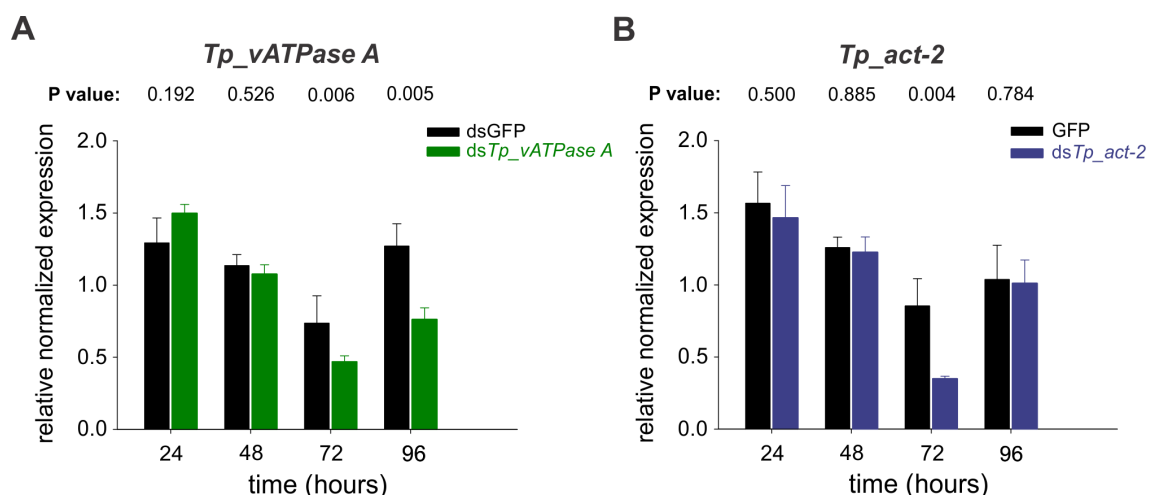 A
Tp_vATPase A
P value: 0.192 0.526 0.006 0.005
dsGFP
dsTp_vATPase A
relative normalized expression
2.0
1.5
1.0
0.5
0.0
24 48 72 96
time (hours)
B
Tp_act-2
P value: 0.500 0.885 0.004 0.784
GFP
dsTp_act-2
relative normalized expression
2.0
1.5
1.0
0.5
0.0
24 48 72 96
time (hours)